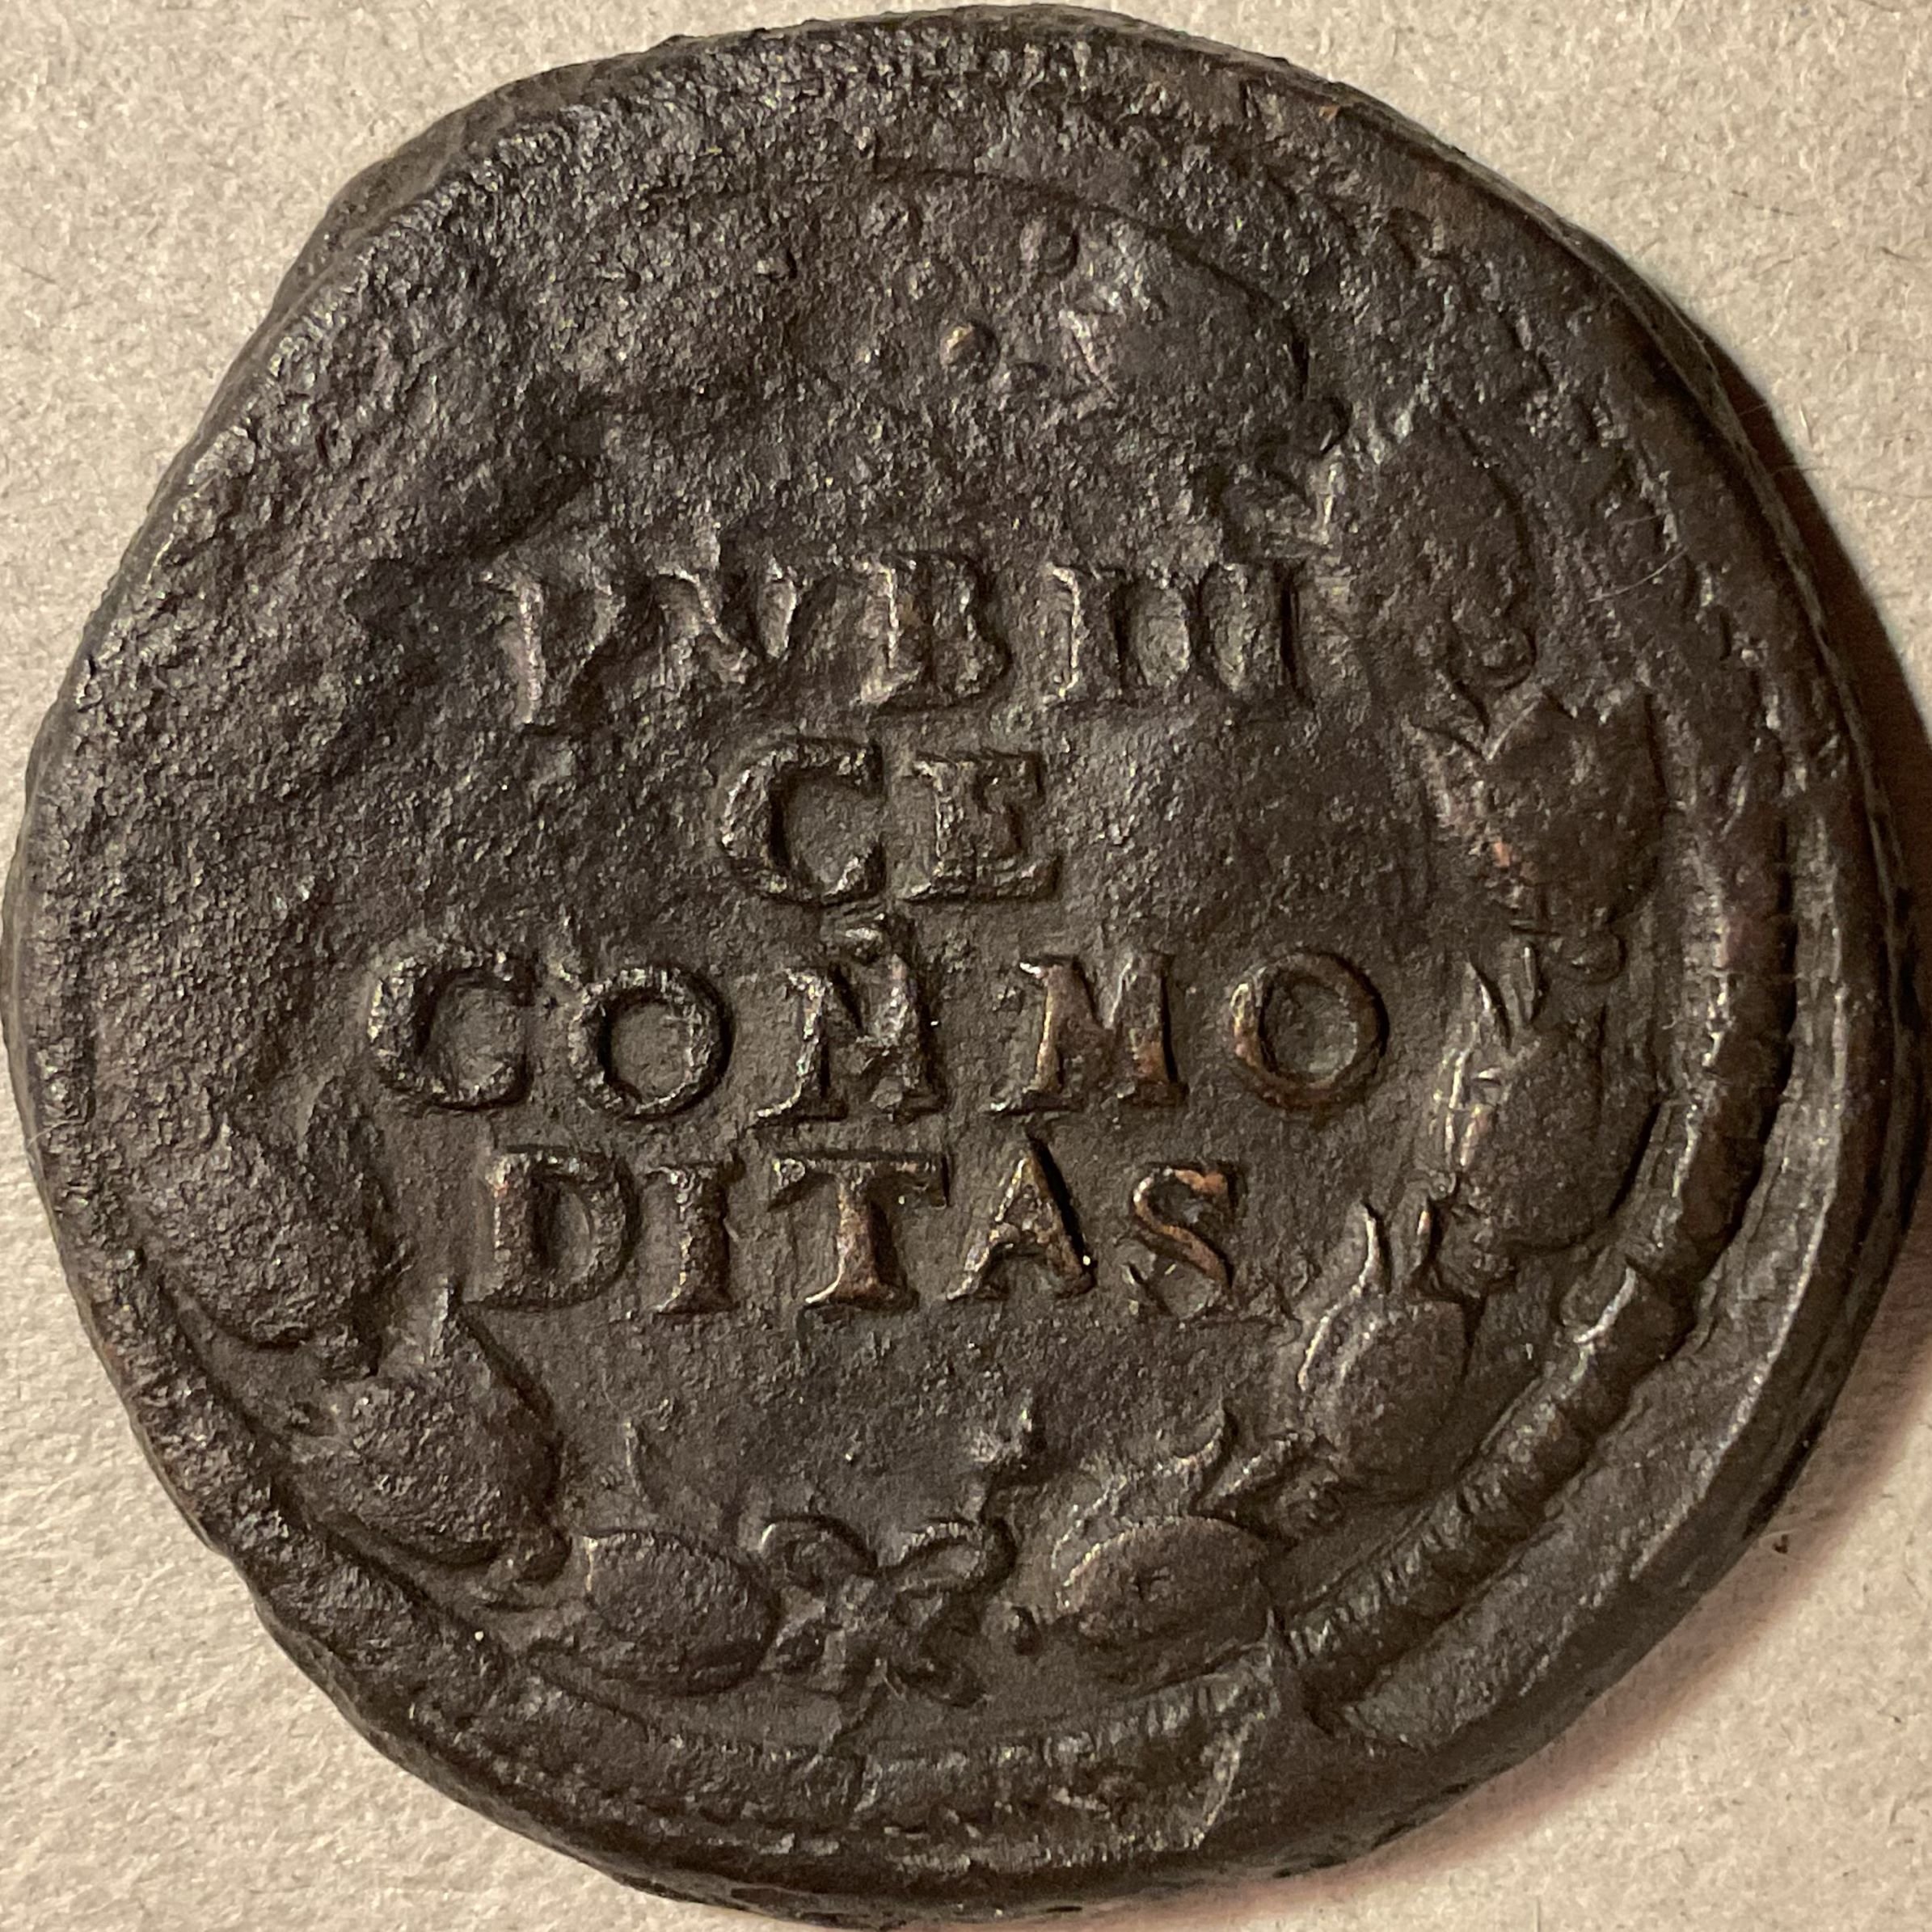 PVBLI
CE
COMMO
DITAS